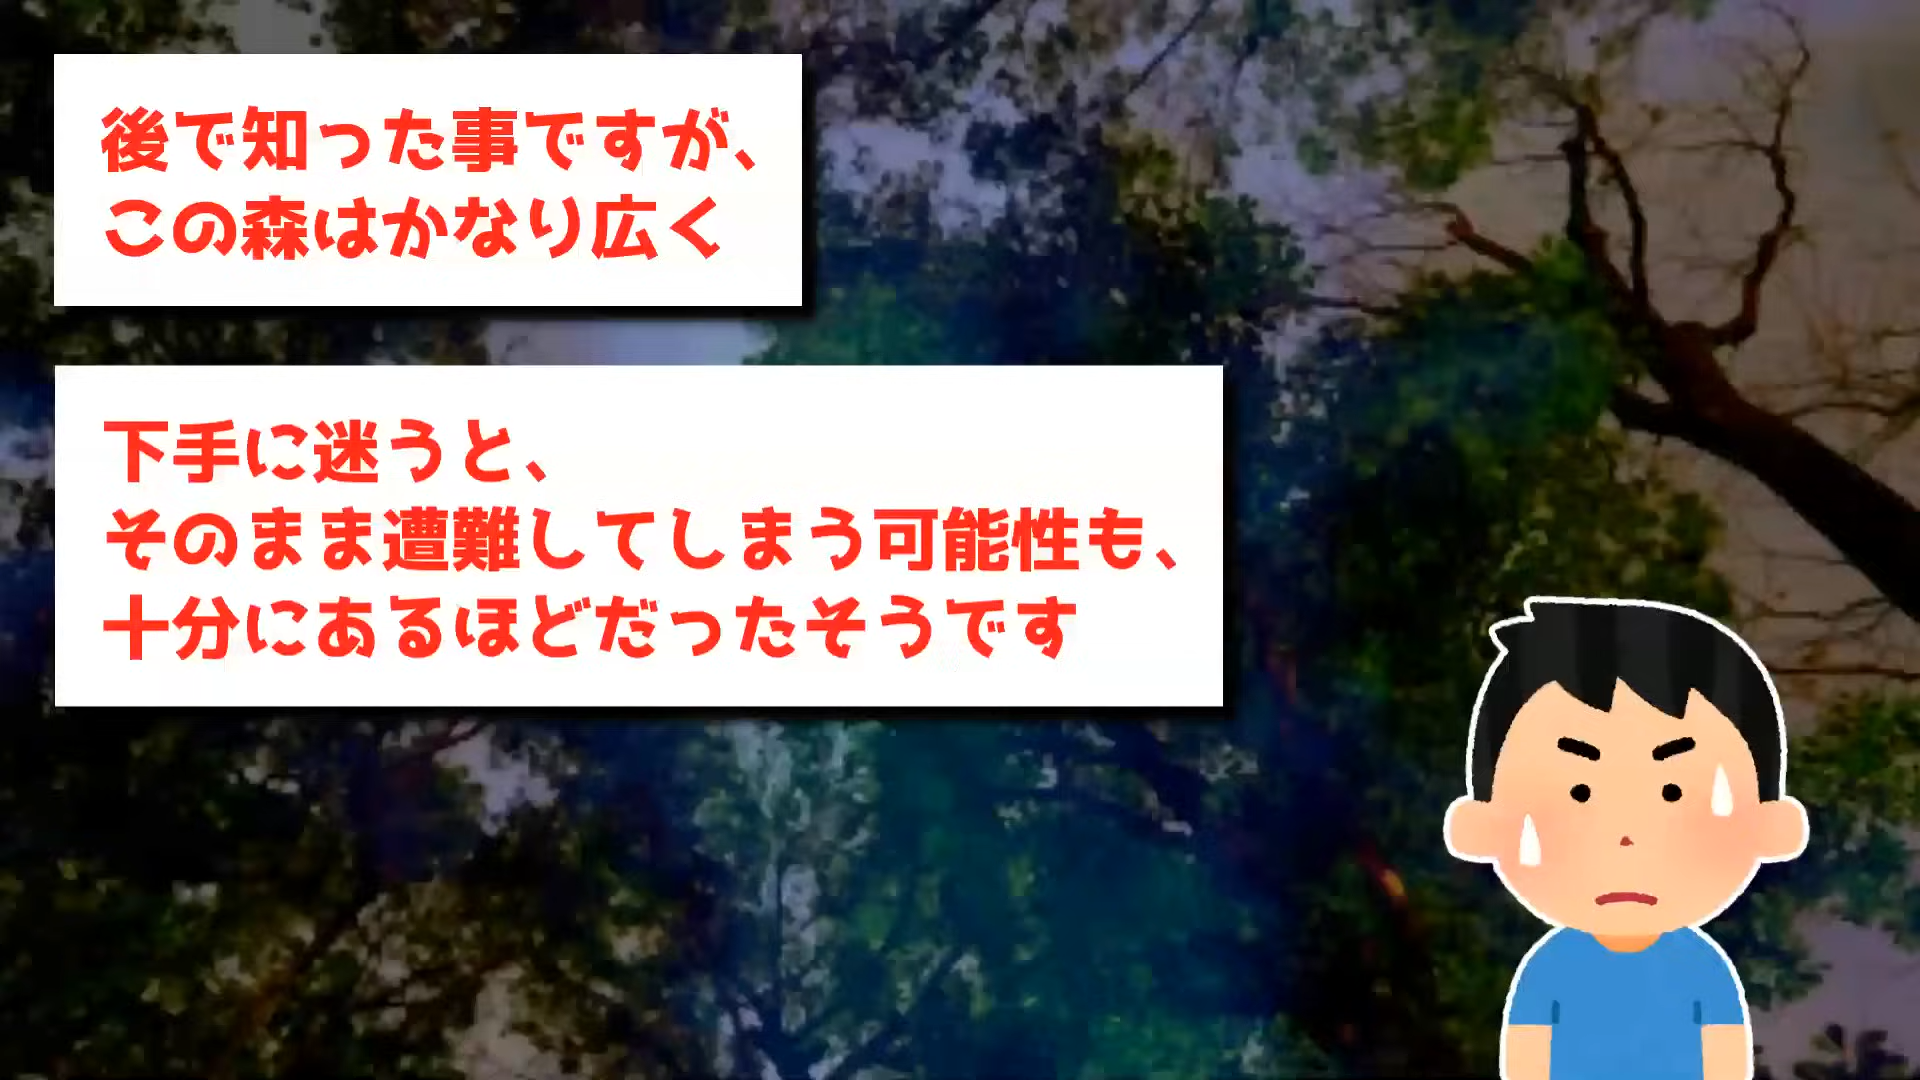 後で知った事ですが、
この森はかなり広く
下手に迷うと、
そのまま遭難してしまう可能性も、
十分にあるほどだったそうです